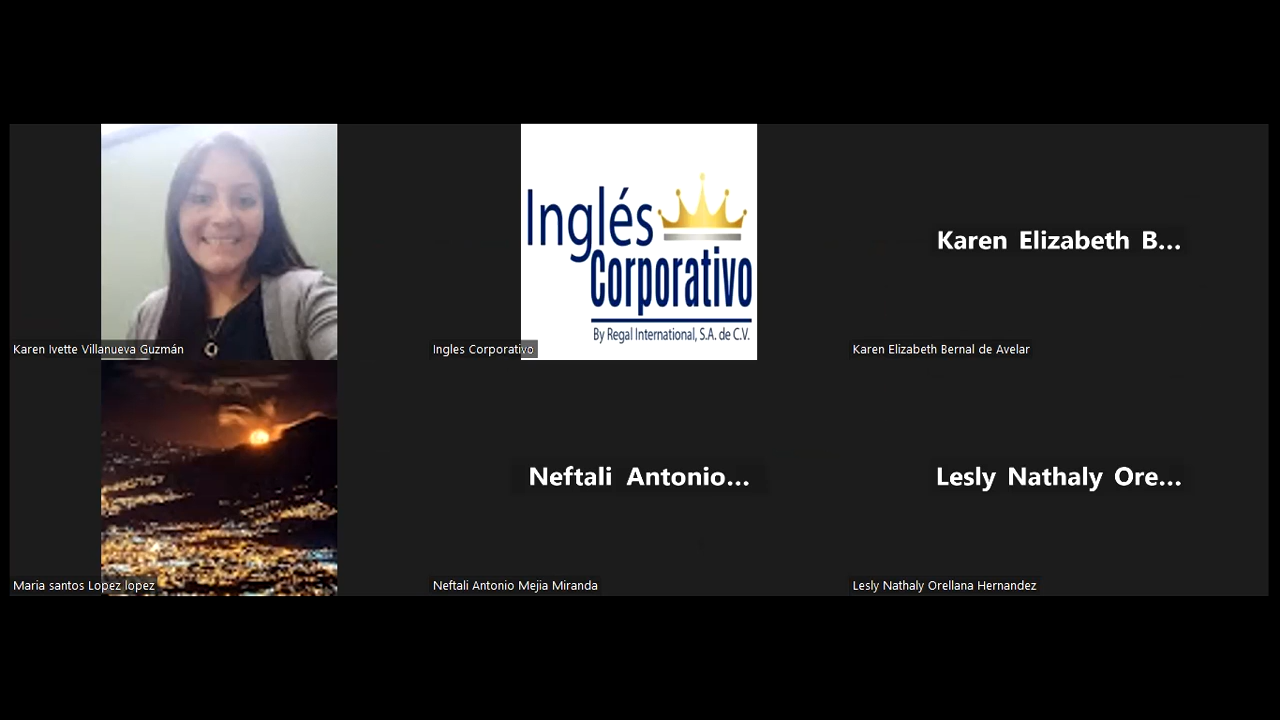 Inglés
Corporativo
By Regal International, S.A. de C.V.
Karen Elizabeth B...
Karen Ivette Villanueva Guzmán
Ingles Corporativo
Karen Elizabeth Bernal de Avelar
Neftali Antonio...
Lesly Nathaly Ore...
Maria santos Lopez lopez
Neftali Antonio Mejia Miranda
Lesly Nathaly Orellana Hernandez